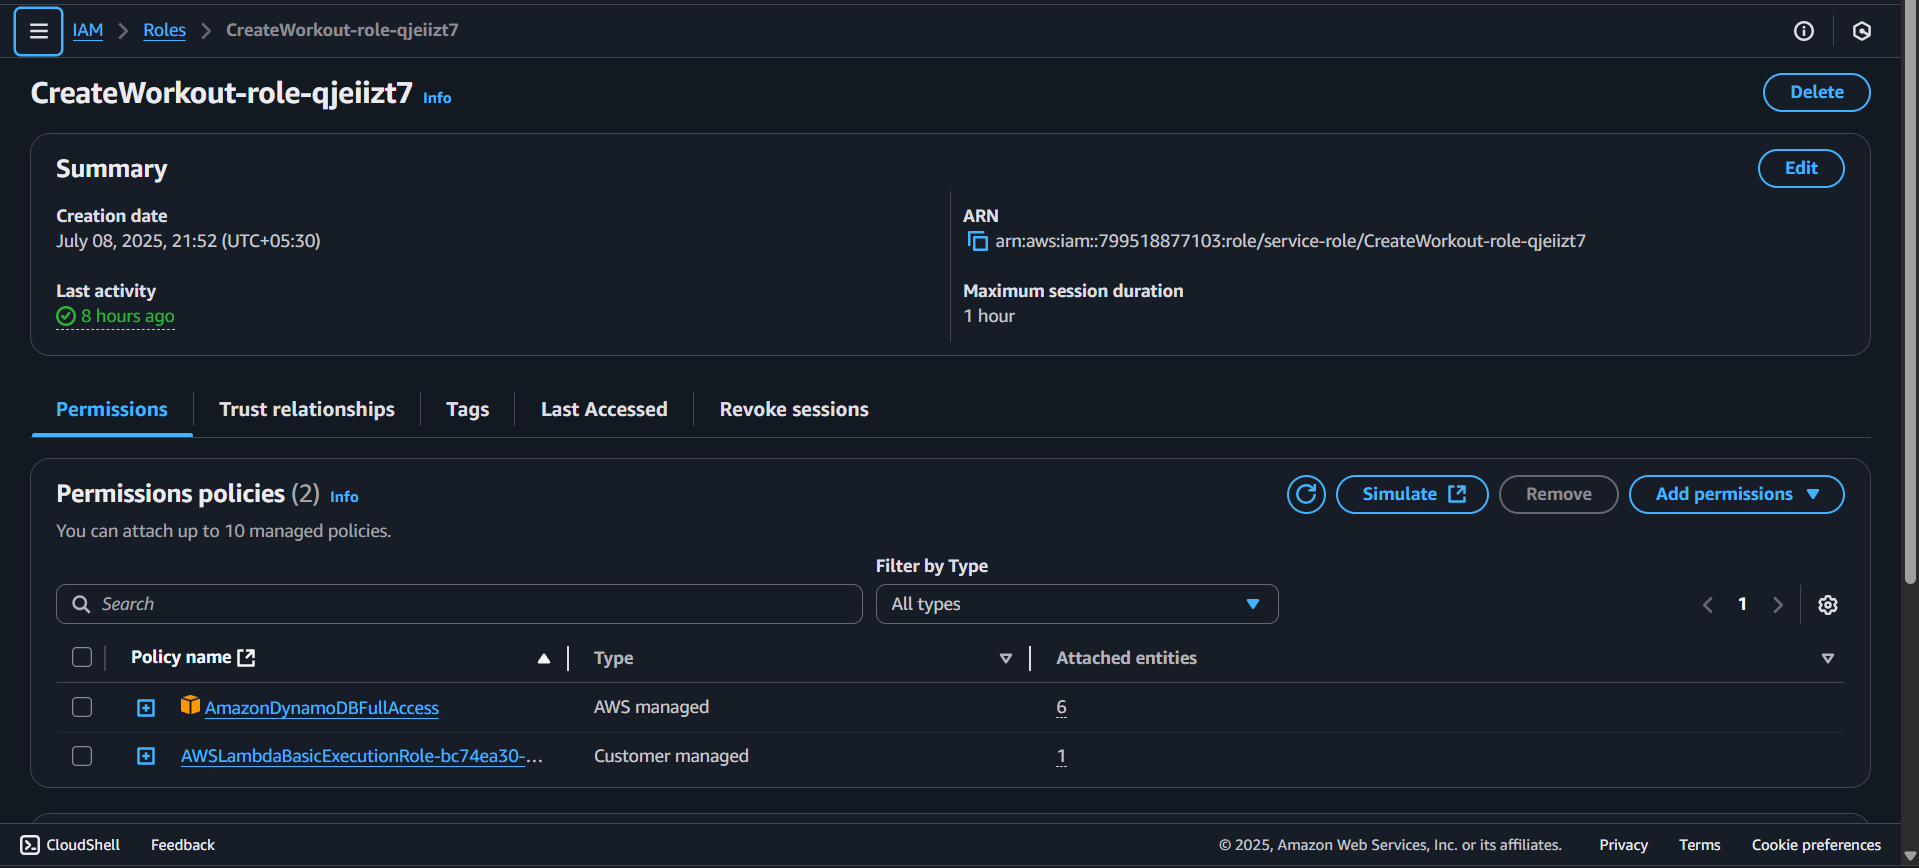 IAM > Roles > CreateWorkout-role-qjeiizt7
CreateWorkout-role-qjeiizt7 Info
Delete
Summary
Edit
Creation date
July 08, 2025, 21:52 (UTC+05:30)
ARN
arn:aws:iam::799518877103:role/service-role/CreateWorkout-role-qjeiizt7
Last activity
8 hours ago
Maximum session duration
1 hour
Permissions Trust relationships Tags Last Accessed Revoke sessions
Permissions policies (2) Info
Simulate Remove Add permissions
You can attach up to 10 managed policies.
Filter by Type
Search All types 1
Policy name Type Attached entities
AmazonDynamoDBFullAccess AWS managed 6
AWSLambdaBasicExecutionRole-bc74ea30-... Customer managed 1
CloudShell Feedback © 2025, Amazon Web Services, Inc. or its affiliates. Privacy Terms Cookie preferences